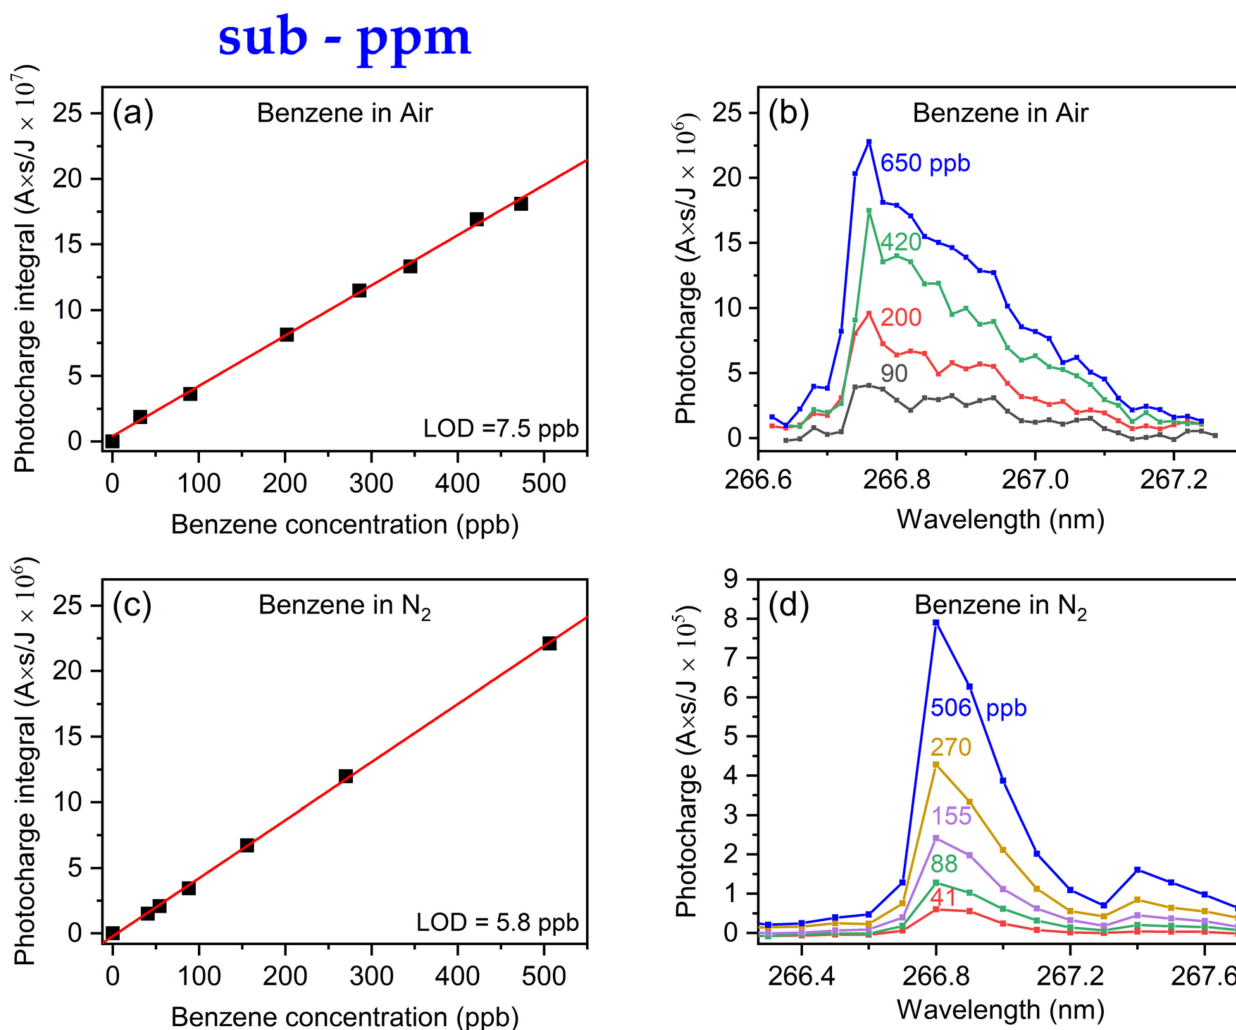 sub - ppm
(a) Benzene in Air
Photocharge integral (A×s/J × 10⁷)
25
20
15
10
5
0
LOD =7.5 ppb
0 100 200 300 400 500
Benzene concentration (ppb)
(b) Benzene in Air
Photocharge (A×s/J × 10⁶)
25
20
15
10
5
0
650 ppb
420
200
90
266.6 266.8 267.0 267.2
Wavelength (nm)
(c) Benzene in N₂
Photocharge integral (A×s/J × 10⁶)
25
20
15
10
5
0
LOD = 5.8 ppb
0 100 200 300 400 500
Benzene concentration (ppb)
(d) Benzene in N₂
Photocharge (A×s/J × 10⁵)
9
8
7
6
5
4
3
2
1
0
506 ppb
270
155
88
41
266.4 266.8 267.2 267.6
Wavelength (nm)